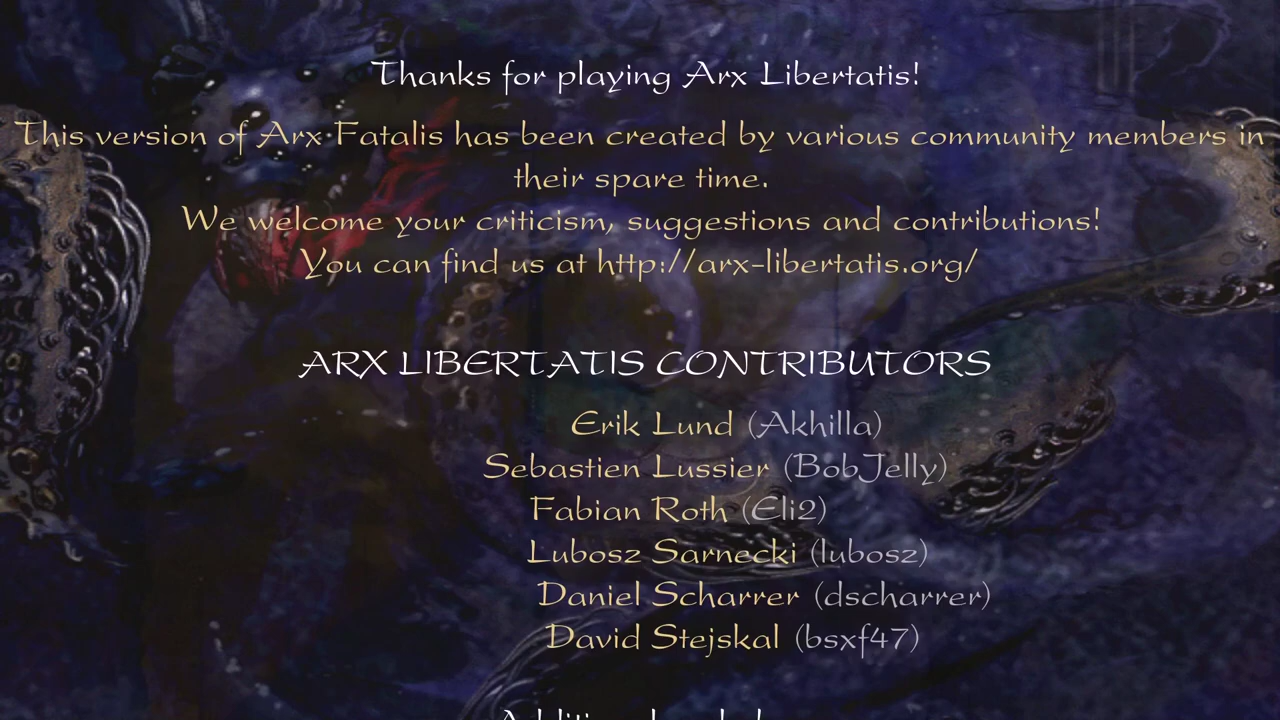 Thanks for playing Arx Libertatis!
This version of Arx Fatalis has been created by various community members in
their spare time.
We welcome your criticism, suggestions and contributions!
You can find us at http://arx-libertatis.org/
ARX LIBERTATIS CONTRIBUTORS
Erik Lund (Akhilla)
Sebastien Lussier (BobJelly)
Fabian Roth (Eli2)
Lubosz Sarnecki (lubosz)
Daniel Scharrer (dscharrer)
David Stejskal (bsxf47)